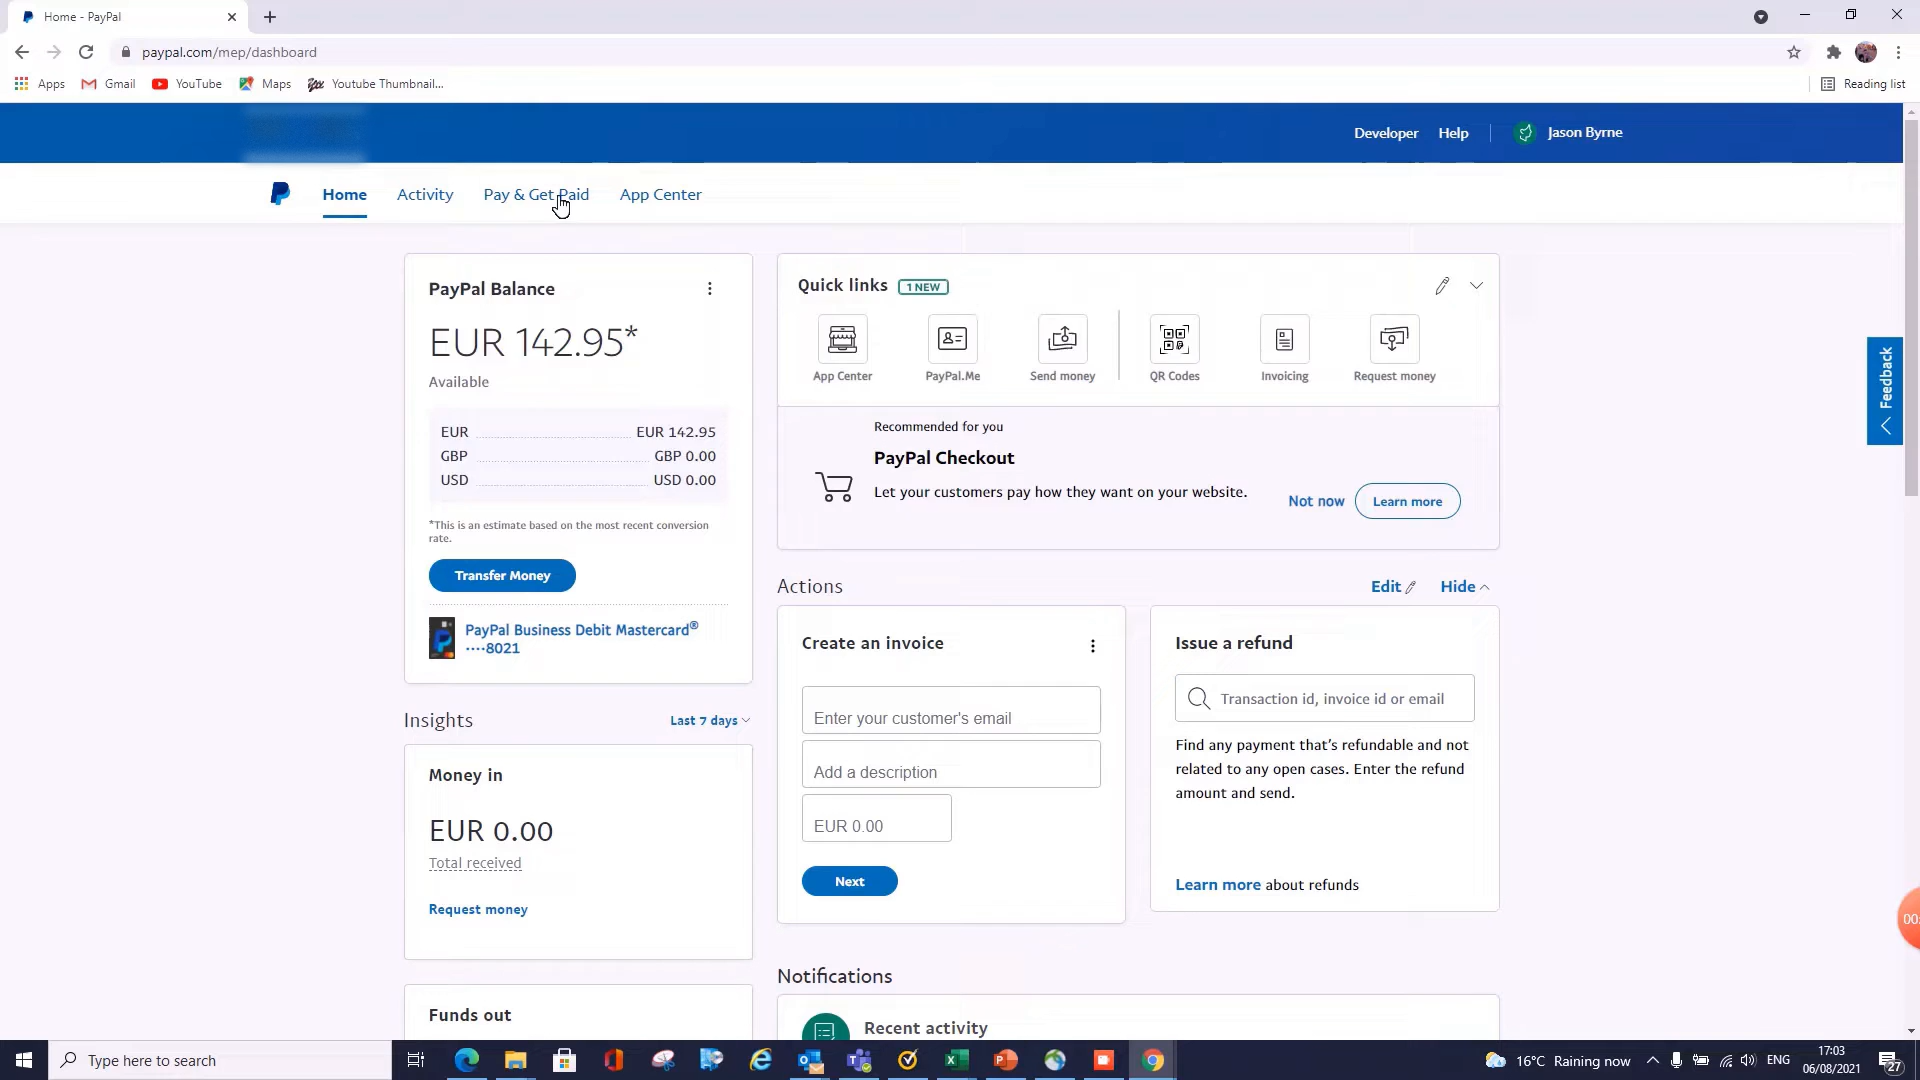 Home - PayPal
paypal.com/mep/dashboard
Apps
Gmail
YouTube
Maps
Youtube Thumbnail...
Reading list
Developer
Help
Jason Byrne
Home
Activity
Pay & Get Paid
App Center
PayPal Balance
EUR 142.95*
Available
EUR EUR 142.95
GBP GBP 0.00
USD USD 0.00
*This is an estimate based on the most recent conversion
rate.
Transfer Money
PayPal Business Debit Mastercard®
····8021
Insights
Last 7 days
Money in
EUR 0.00
Total received
Request money
Funds out
Quick links
1 NEW
App Center
PayPal.Me
Send money
QR Codes
Invoicing
Request money
Recommended for you
PayPal Checkout
Let your customers pay how they want on your website.
Not now
Learn more
Actions
Edit
Hide
Create an invoice
Enter your customer's email
Add a description
EUR 0.00
Next
Issue a refund
Transaction id, invoice id or email
Find any payment that’s refundable and not
related to any open cases. Enter the refund
amount and send.
Learn more about refunds
Notifications
Recent activity
Feedback
00:
Type here to search
16°C Raining now
ENG
17:03
06/08/2021
27